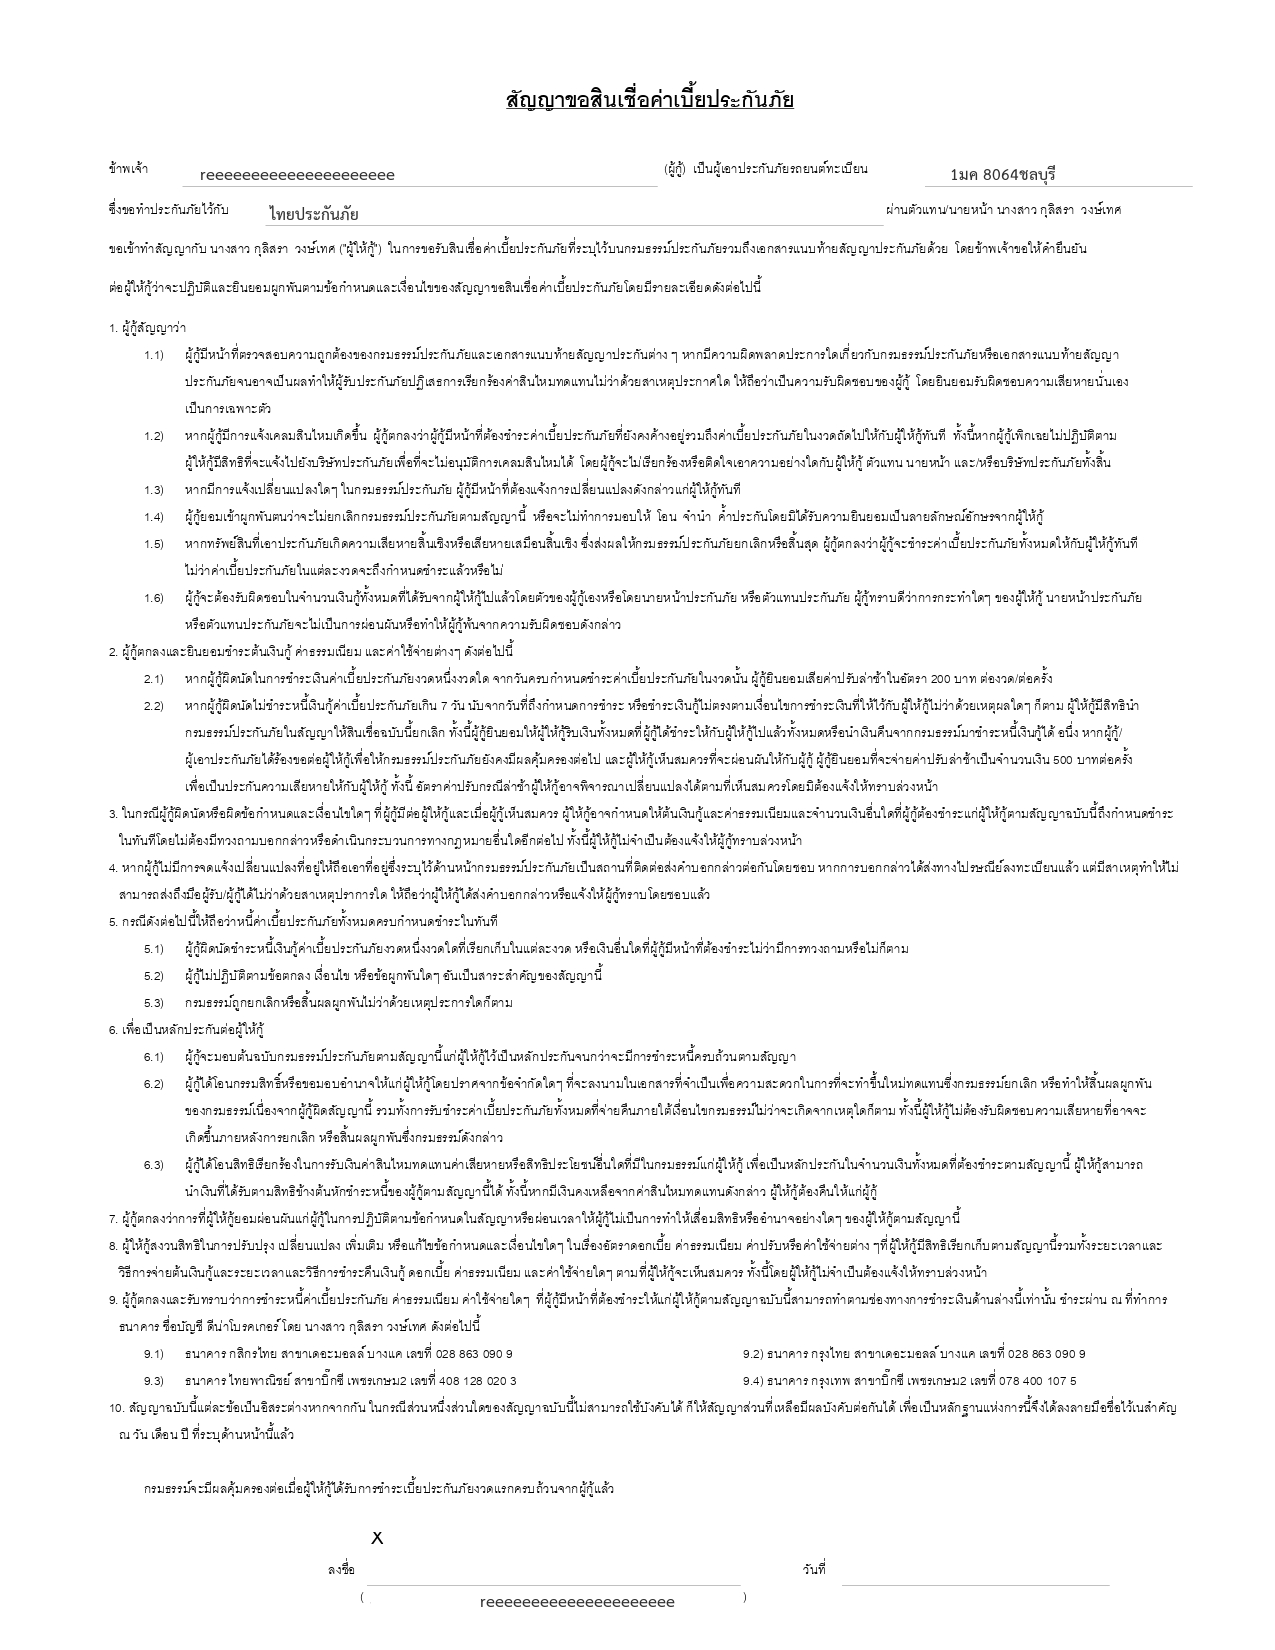 สัญญาขอสินเชื่อค่าเบี้ยประกันภัย
ข้าพเจ้า reeeeeeeeeeeeeeeeeeeeee (ผู้กู้) เป็นผู้เอาประกันภัยรถยนต์ทะเบียน 1มค 8064ชลบุรี
ซึ่งขอทำประกันภัยไว้กับ ไทยประกันภัย ผ่านตัวแทน/นายหน้า นางสาว กุลิสรา วงษ์เทศ
ขอเข้าทำสัญญากับ นางสาว กุลิสรา วงษ์เทศ ("ผู้ให้กู้") ในการขอรับสินเชื่อค่าเบี้ยประกันภัยที่ระบุไว้บนกรมธรรม์ประกันภัยรวมถึงเอกสารแนบท้ายสัญญาประกันภัยด้วย โดยข้าพเจ้าขอให้คำยืนยัน
ต่อผู้ให้กู้ว่าจะปฏิบัติและยินยอมผูกพันตามข้อกำหนดและเงื่อนไขของสัญญาขอสินเชื่อค่าเบี้ยประกันภัยโดยมีรายละเอียดดังต่อไปนี้
1. ผู้กู้สัญญาว่า
1.1) ผู้กู้มีหน้าที่ตรวจสอบความถูกต้องของกรมธรรม์ประกันภัยและเอกสารแนบท้ายสัญญาประกันต่าง ๆ หากมีความผิดพลาดประการใดเกี่ยวกับกรมธรรม์ประกันภัยหรือเอกสารแนบท้ายสัญญา
ประกันภัยจนอาจเป็นผลทำให้ผู้รับประกันภัยปฏิเสธการเรียกร้องค่าสินไหมทดแทนไม่ว่าด้วยสาเหตุประกาศใด ให้ถือว่าเป็นความรับผิดชอบของผู้กู้ โดยยินยอมรับผิดชอบความเสียหายนั่นเอง
เป็นการเฉพาะตัว
1.2) หากผู้กู้มีการแจ้งเคลมสินไหมเกิดขึ้น ผู้กู้ตกลงว่าผู้กู้มีหน้าที่ต้องชำระค่าเบี้ยประกันภัยที่ยังคงค้างอยู่รวมถึงค่าเบี้ยประกันภัยในงวดถัดไปให้กับผู้ให้กู้ทันที ทั้งนี้หากผู้กู้เพิกเฉยไม่ปฏิบัติตาม
ผู้ให้กู้มีสิทธิที่จะแจ้งไปยังบริษัทประกันภัยเพื่อที่จะไม่อนุมัติการเคลมสินไหมได้ โดยผู้กู้จะไม่เรียกร้องหรือติดใจเอาความอย่างใดกับผู้ให้กู้ ตัวแทน นายหน้า และ/หรือบริษัทประกันภัยทั้งสิ้น
1.3) หากมีการแจ้งเปลี่ยนแปลงใดๆ ในกรมธรรม์ประกันภัย ผู้กู้มีหน้าที่ต้องแจ้งการเปลี่ยนแปลงดังกล่าวแก่ผู้ให้กู้ทันที
1.4) ผู้กู้ยอมเข้าผูกพันตนว่าจะไม่ยกเลิกกรมธรรม์ประกันภัยตามสัญญานี้ หรือจะไม่ทำการมอบให้ โอน จำนำ ค้ำประกันโดยมิได้รับความยินยอมเป็นลายลักษณ์อักษรจากผู้ให้กู้
1.5) หากทรัพย์สินที่เอาประกันภัยเกิดความเสียหายสิ้นเชิงหรือเสียหายเสมือนสิ้นเชิง ซึ่งส่งผลให้กรมธรรม์ประกันภัยยกเลิกหรือสิ้นสุด ผู้กู้ตกลงว่าผู้กู้จะชำระค่าเบี้ยประกันภัยทั้งหมดให้กับผู้ให้กู้ทันที
ไม่ว่าค่าเบี้ยประกันภัยในแต่ละงวดจะถึงกำหนดชำระแล้วหรือไม่
1.6) ผู้กู้จะต้องรับผิดชอบในจำนวนเงินกู้ทั้งหมดที่ได้รับจากผู้ให้กู้ไปแล้วโดยตัวของผู้กู้เองหรือโดยนายหน้าประกันภัย หรือตัวแทนประกันภัย ผู้กู้ทราบดีว่าการกระทำใดๆ ของผู้ให้กู้ นายหน้าประกันภัย
หรือตัวแทนประกันภัยจะไม่เป็นการผ่อนผันหรือทำให้ผู้กู้พ้นจากความรับผิดชอบดังกล่าว
2. ผู้กู้ตกลงและยินยอมชำระต้นเงินกู้ ค่าธรรมเนียม และค่าใช้จ่ายต่างๆ ดังต่อไปนี้
2.1) หากผู้กู้ผิดนัดในการชำระเงินค่าเบี้ยประกันภัยงวดหนึ่งงวดใด จากวันครบกำหนดชำระค่าเบี้ยประกันภัยในงวดนั้น ผู้กู้ยินยอมเสียค่าปรับล่าช้าในอัตรา 200 บาท ต่องวด/ต่อครั้ง
2.2) หากผู้กู้ผิดนัดไม่ชำระหนี้เงินกู้ค่าเบี้ยประกันภัยเกิน 7 วัน นับจากวันที่ถึงกำหนดการชำระ หรือชำระเงินกู้ไม่ตรงตามเงื่อนไขการชำระเงินที่ให้ไว้กับผู้ให้กู้ไม่ว่าด้วยเหตุผลใดๆ ก็ตาม ผู้ให้กู้มีสิทธินำ
กรมธรรม์ประกันภัยในสัญญาให้สินเชื่อฉบับนี้ยกเลิก ทั้งนี้ผู้กู้ยินยอมให้ผู้ให้กู้ริบเงินทั้งหมดที่ผู้กู้ได้ชำระให้กับผู้ให้กู้ไปแล้วทั้งหมดหรือนำเงินคืนจากกรมธรรม์มาชำระหนี้เงินกู้ได้ อนึ่ง หากผู้กู้/
ผู้เอาประกันภัยได้ร้องขอต่อผู้ให้กู้เพื่อให้กรมธรรม์ประกันภัยยังคงมีผลคุ้มครองต่อไป และผู้ให้กู้เห็นสมควรที่จะผ่อนผันให้กับผู้กู้ ผู้กู้ยินยอมที่จะจ่ายค่าปรับล่าช้าเป็นจำนวนเงิน 500 บาทต่อครั้ง
เพื่อเป็นประกันความเสียหายให้กับผู้ให้กู้ ทั้งนี้ อัตราค่าปรับกรณีล่าช้าผู้ให้กู้อาจพิจารณาเปลี่ยนแปลงได้ตามที่เห็นสมควรโดยมิต้องแจ้งให้ทราบล่วงหน้า
3. ในกรณีผู้กู้ผิดนัดหรือผิดข้อกำหนดและเงื่อนไขใดๆ ที่ผู้กู้มีต่อผู้ให้กู้และเมื่อผู้กู้เห็นสมควร ผู้ให้กู้อาจกำหนดให้ต้นเงินกู้และค่าธรรมเนียมและจำนวนเงินอื่นใดที่ผู้กู้ต้องชำระแก่ผู้ให้กู้ตามสัญญาฉบับนี้ถึงกำหนดชำระ
ในทันทีโดยไม่ต้องมีทวงถามบอกกล่าวหรือดำเนินกระบวนการทางกฎหมายอื่นใดอีกต่อไป ทั้งนี้ผู้ให้กู้ไม่จำเป็นต้องแจ้งให้ผู้กู้ทราบล่วงหน้า
4. หากผู้กู้ไม่มีการจดแจ้งเปลี่ยนแปลงที่อยู่ให้ถือเอาที่อยู่ซึ่งระบุไว้ด้านหน้ากรมธรรม์ประกันภัยเป็นสถานที่ติดต่อส่งคำบอกกล่าวต่อกันโดยชอบ หากการบอกกล่าวได้ส่งทางไปรษณีย์ลงทะเบียนแล้ว แต่มีสาเหตุทำให้ไม่
สามารถส่งถึงมือผู้รับ/ผู้กู้ได้ไม่ว่าด้วยสาเหตุปราการใด ให้ถือว่าผู้ให้กู้ได้ส่งคำบอกกล่าวหรือแจ้งให้ผู้กู้ทราบโดยชอบแล้ว
5. กรณีดังต่อไปนี้ให้ถือว่าหนี้ค่าเบี้ยประกันภัยทั้งหมดครบกำหนดชำระในทันที
5.1) ผู้กู้ผิดนัดชำระหนี้เงินกู้ค่าเบี้ยประกันภัยงวดหนึ่งงวดใดที่เรียกเก็บในแต่ละงวด หรือเงินอื่นใดที่ผู้กู้มีหน้าที่ต้องชำระไม่ว่ามีการทวงถามหรือไม่ก็ตาม
5.2) ผู้กู้ไม่ปฏิบัติตามข้อตกลง เงื่อนไข หรือข้อผูกพันใดๆ อันเป็นสาระสำคัญของสัญญานี้
5.3) กรมธรรม์ถูกยกเลิกหรือสิ้นผลผูกพันไม่ว่าด้วยเหตุประการใดก็ตาม
6. เพื่อเป็นหลักประกันต่อผู้ให้กู้
6.1) ผู้กู้จะมอบต้นฉบับกรมธรรม์ประกันภัยตามสัญญานี้แก่ผู้ให้กู้ไว้เป็นหลักประกันจนกว่าจะมีการชำระหนี้ครบถ้วนตามสัญญา
6.2) ผู้กู้ได้โอนกรรมสิทธิ์หรือขอมอบอำนาจให้แก่ผู้ให้กู้โดยปราศจากข้อจำกัดใดๆ ที่จะลงนามในเอกสารที่จำเป็นเพื่อความสะดวกในการที่จะทำขึ้นใหม่ทดแทนซึ่งกรมธรรม์ยกเลิก หรือทำให้สิ้นผลผูกพัน
ของกรมธรรม์เนื่องจากผู้กู้ผิดสัญญานี้ รวมทั้งการรับชำระค่าเบี้ยประกันภัยทั้งหมดที่จ่ายคืนภายใต้เงื่อนไขกรมธรรม์ไม่ว่าจะเกิดจากเหตุใดก็ตาม ทั้งนี้ผู้ให้กู้ไม่ต้องรับผิดชอบความเสียหายที่อาจจะ
เกิดขึ้นภายหลังการยกเลิก หรือสิ้นผลผูกพันซึ่งกรมธรรม์ดังกล่าว
6.3) ผู้กู้ได้โอนสิทธิเรียกร้องในการรับเงินค่าสินไหมทดแทนค่าเสียหายหรือสิทธิประโยชน์อื่นใดที่มีในกรมธรรม์แก่ผู้ให้กู้ เพื่อเป็นหลักประกันในจำนวนเงินทั้งหมดที่ต้องชำระตามสัญญานี้ ผู้ให้กู้สามารถ
นำเงินที่ได้รับตามสิทธิข้างต้นหักชำระหนี้ของผู้กู้ตามสัญญานี้ได้ ทั้งนี้หากมีเงินคงเหลือจากค่าสินไหมทดแทนดังกล่าว ผู้ให้กู้ต้องคืนให้แก่ผู้กู้
7. ผู้กู้ตกลงว่าการที่ผู้ให้กู้ยอมผ่อนผันแก่ผู้กู้ในการปฏิบัติตามข้อกำหนดในสัญญาหรือผ่อนเวลาให้ผู้กู้ไม่เป็นการทำให้เสื่อมสิทธิหรืออำนาจอย่างใดๆ ของผู้ให้กู้ตามสัญญานี้
8. ผู้ให้กู้สงวนสิทธิในการปรับปรุง เปลี่ยนแปลง เพิ่มเติม หรือแก้ไขข้อกำหนดและเงื่อนไขใดๆ ในเรื่องอัตราดอกเบี้ย ค่าธรรมเนียม ค่าปรับหรือค่าใช้จ่ายต่าง ๆที่ผู้ให้กู้มีสิทธิเรียกเก็บตามสัญญานี้รวมทั้งระยะเวลาและ
วิธีการจ่ายต้นเงินกู้และระยะเวลาและวิธีการชำระคืนเงินกู้ ดอกเบี้ย ค่าธรรมเนียม และค่าใช้จ่ายใดๆ ตามที่ผู้ให้กู้จะเห็นสมควร ทั้งนี้โดยผู้ให้กู้ไม่จำเป็นต้องแจ้งให้ทราบล่วงหน้า
9. ผู้กู้ตกลงและรับทราบว่าการชำระหนี้ค่าเบี้ยประกันภัย ค่าธรรมเนียม ค่าใช้จ่ายใดๆ ที่ผู้กู้มีหน้าที่ต้องชำระให้แก่ผู้ให้กู้ตามสัญญาฉบับนี้สามารถทำตามช่องทางการชำระเงินด้านล่างนี้เท่านั้น ชำระผ่าน ณ ที่ทำการ
ธนาคาร ชื่อบัญชี ดีน่าโบรคเกอร์ โดย นางสาว กุลิสรา วงษ์เทศ ดังต่อไปนี้
9.1) ธนาคาร กสิกรไทย สาขาเดอะมอลล์ บางแค เลขที่ 028 863 090 9 9.2) ธนาคาร กรุงไทย สาขาเดอะมอลล์ บางแค เลขที่ 028 863 090 9
9.3) ธนาคาร ไทยพาณิชย์ สาขาบิ๊กซี เพชรเกษม2 เลขที่ 408 128 020 3 9.4) ธนาคาร กรุงเทพ สาขาบิ๊กซี เพชรเกษม2 เลขที่ 078 400 107 5
10. สัญญาฉบับนี้แต่ละข้อเป็นอิสระต่างหากจากกัน ในกรณีส่วนหนึ่งส่วนใดของสัญญาฉบับนี้ไม่สามารถใช้บังคับได้ ก็ให้สัญญาส่วนที่เหลือมีผลบังคับต่อกันได้ เพื่อเป็นหลักฐานแห่งการนี้จึงได้ลงลายมือชื่อไว้เนสำคัญ
ณ วัน เดือน ปี ที่ระบุด้านหน้านี้แล้ว
กรมธรรม์จะมีผลคุ้มครองต่อเมื่อผู้ให้กู้ได้รับการชำระเบี้ยประกันภัยงวดแรกครบถ้วนจากผู้กู้แล้ว
X
ลงชื่อ วันที่
( reeeeeeeeeeeeeeeeeeeeee )